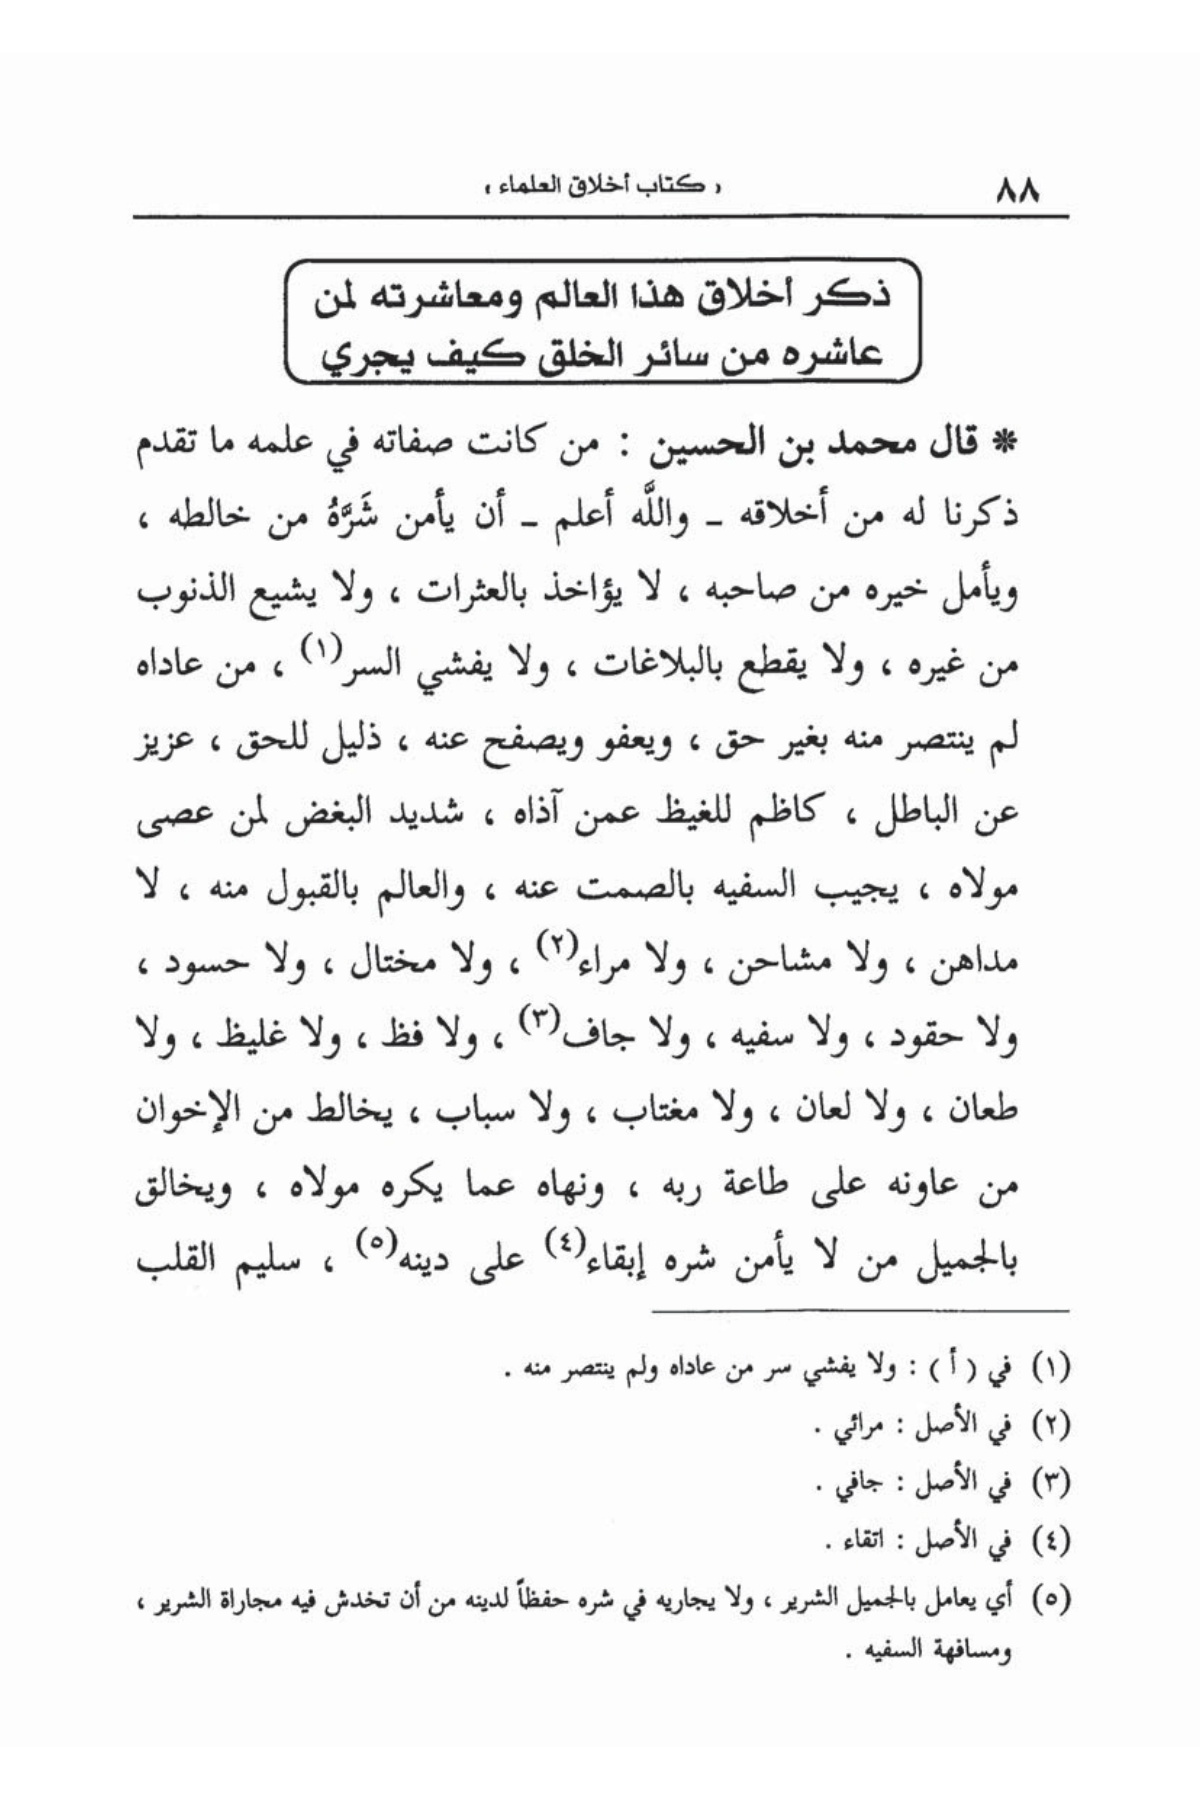 ٨٨
« كتاب أخلاق العلماء »
ذكر أخلاق هذا العالم ومعاشرته لمن
عاشره من سائر الخلق كيف يجري
* قال محمد بن الحسين : من كانت صفاته في علمه ما تقدم
ذكرنا له من أخلاقه ـ واللَّه أعلم ـ أن يأمن شَرَّهُ من خالطه ،
ويأمل خيره من صاحبه ، لا يؤاخذ بالعثرات ، ولا يشيع الذنوب
من غيره ، ولا يقطع بالبلاغات ، ولا يفشي السر(١) ، من عاداه
لم ينتصر منه بغير حق ، ويعفو ويصفح عنه ، ذليل للحق ، عزيز
عن الباطل ، كاظم للغيظ عمن آذاه ، شديد البغض لمن عصى
مولاه ، يجيب السفيه بالصمت عنه ، والعالم بالقبول منه ، لا
مداهن ، ولا مشاحن ، ولا مراء(٢) ، ولا مختال ، ولا حسود ،
ولا حقود ، ولا سفيه ، ولا جاف(٣) ، ولا فظ ، ولا غليظ ، ولا
طعان ، ولا لعان ، ولا مغتاب ، ولا سباب ، يخالط من الإخوان
من عاونه على طاعة ربه ، ونهاه عما يكره مولاه ، ويخالق
بالجميل من لا يأمن شره إبقاء(٤) على دينه(٥) ، سليم القلب
(١) في ( أ ) : ولا يفشي سر من عاداه ولم ينتصر منه .
(٢) في الأصل : مرائي .
(٣) في الأصل : جافي .
(٤) في الأصل : اتقاء .
(٥) أي يعامل بالجميل الشرير ، ولا يجاريه في شره حفظاً لدينه من أن تخدش فيه مجاراة الشرير ،
ومسافهة السفيه .